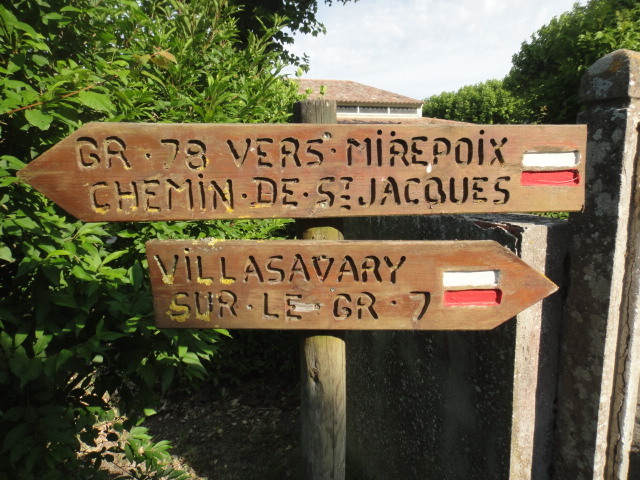 GR·78 VERS·MIREPOIX
CHEMIN·DE·ST JACQUES
VILLASAVARY
SUR·LE·GR·7